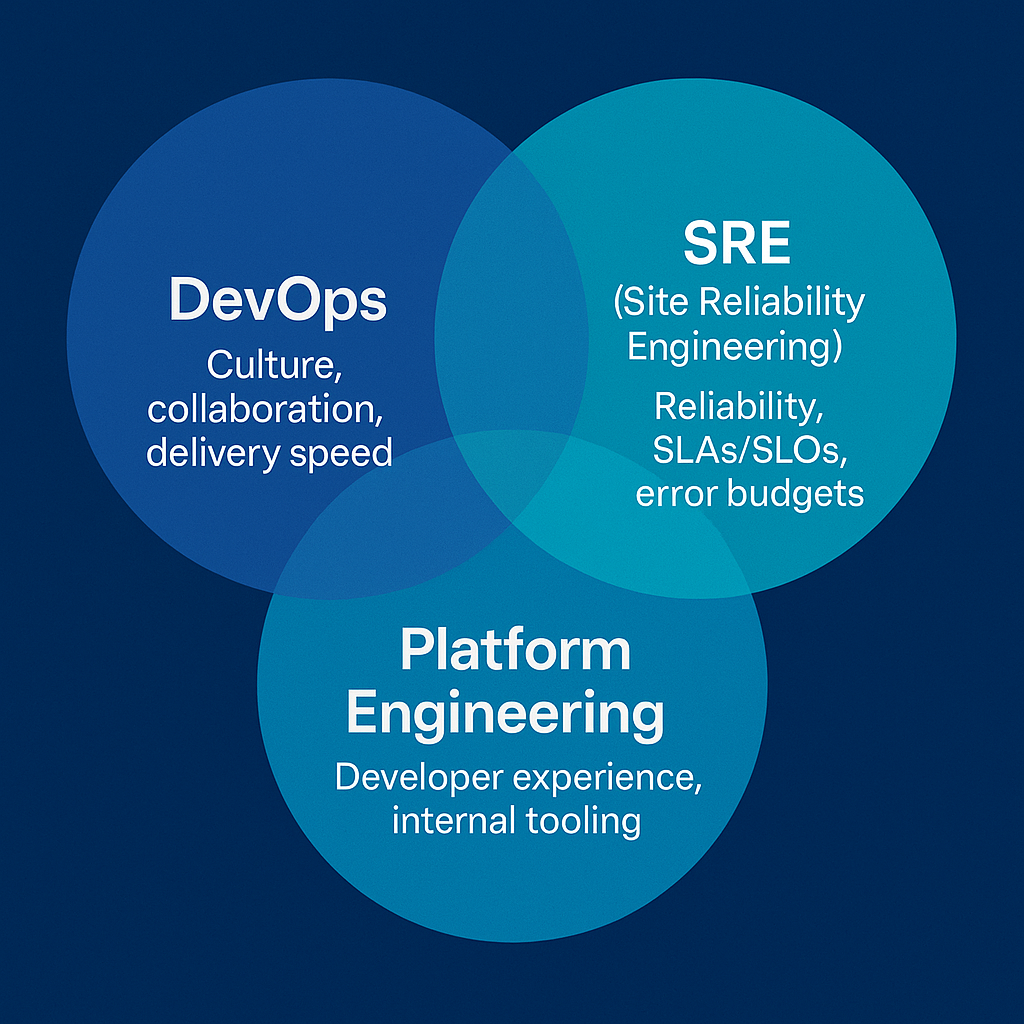 DevOps
Culture,
collaboration,
delivery speed
SRE
(Site Reliability
Engineering)
Reliability,
SLAs/SLOs,
error budgets
Platform
Engineering
Developer experience,
internal tooling